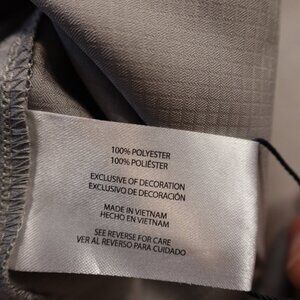 100% POLYESTER
100% POLIÉSTER
EXCLUSIVE OF DECORATION
EXCLUSIVO DE DECORACIÓN
MADE IN VIETNAM
HECHO EN VIETNAM
SEE REVERSE FOR CARE
VER AL REVERSO PARA CUIDADO